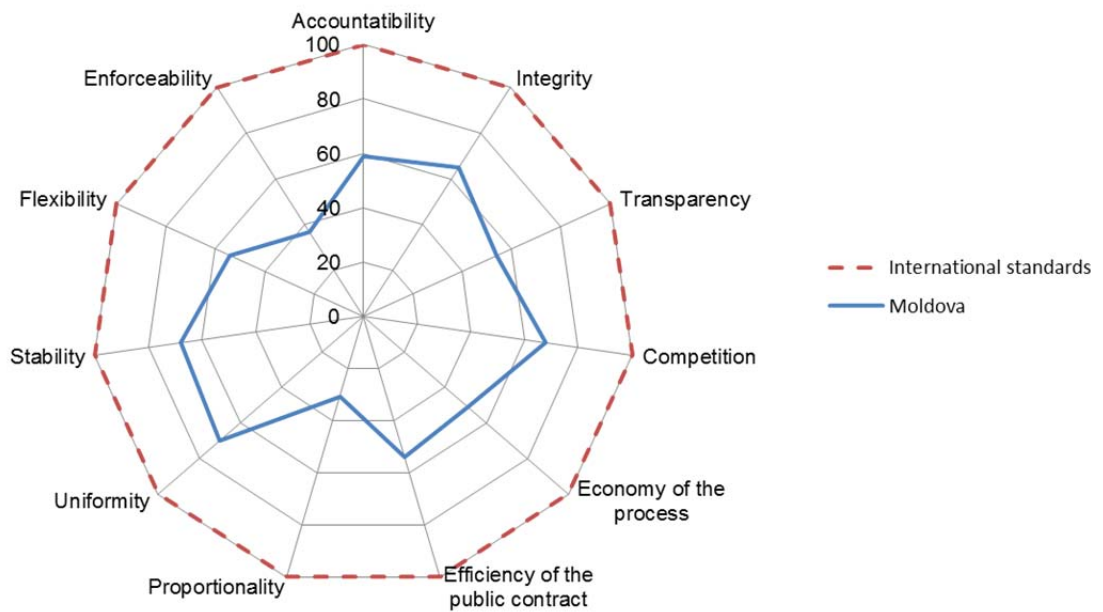 Accountatibility
100
Enforceability
Integrity
80
60
Flexibility
Transparency
40
20
International standards
Moldova
0
Stability
Competition
Uniformity
Economy of the
process
Proportionality
Efficiency of the
public contract